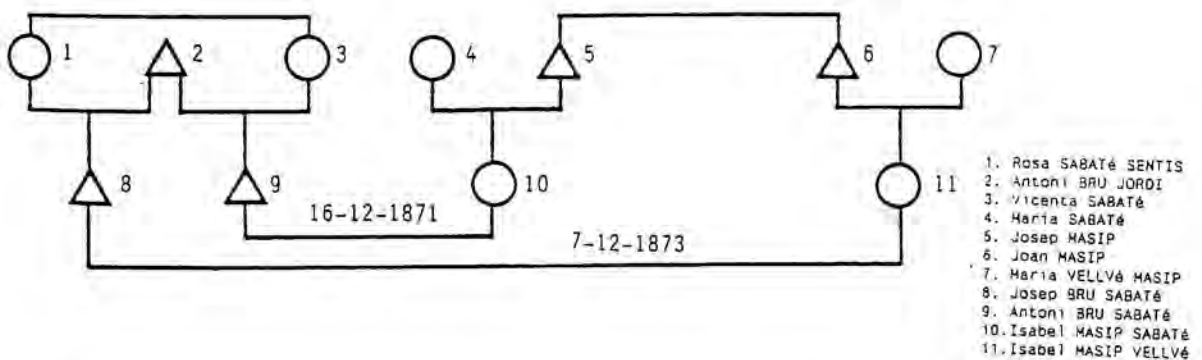 1 2 3 4 5 6 7
8 9 10 11
16-12-1871
7-12-1873
1. Rosa SABATé SENTIS
2. Antoni BRU JORDI
3. Vicenta SABATé
4. Maria SABATé
5. Josep MASIP
6. Joan MASIP
7. Maria VELLVé MASIP
8. Josep BRU SABATé
9. Antoni BRU SABATé
10. Isabel MASIP SABATé
11. Isabel MASIP VELLVé